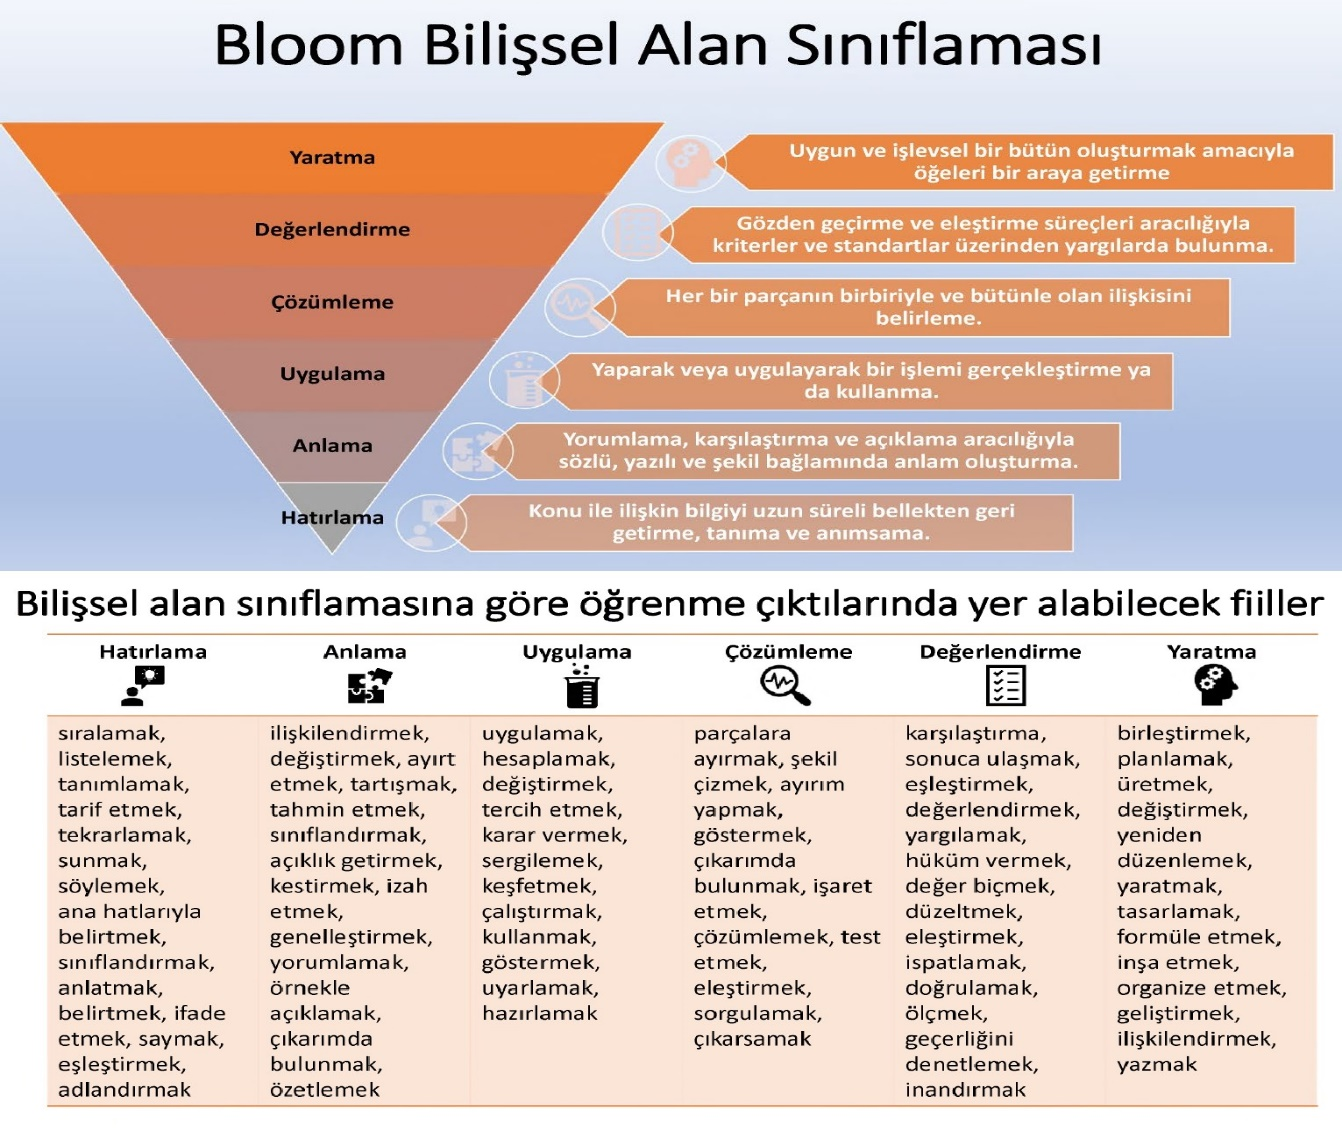 Bloom Bilişsel Alan Sınıflaması
Yaratma
Uygun ve işlevsel bir bütün oluşturmak amacıyla
öğeleri bir araya getirme
Değerlendirme
Gözden geçirme ve eleştirme süreçleri aracılığıyla
kriterler ve standartlar üzerinden yargılarda bulunma.
Çözümleme
Her bir parçanın birbiriyle ve bütünle olan ilişkisini
belirleme.
Uygulama
Yaparak veya uygulayarak bir işlemi gerçekleştirme ya
da kullanma.
Anlama
Yorumlama, karşılaştırma ve açıklama aracılığıyla
sözlü, yazılı ve şekil bağlamında anlam oluşturma.
Hatırlama
Konu ile ilişkin bilgiyi uzun süreli bellekten geri
getirme, tanıma ve anımsama.
Bilişsel alan sınıflamasına göre öğrenme çıktılarında yer alabilecek fiiller
Hatırlama
sıralamak,
listelemek,
tanımlamak,
tarif etmek,
tekrarlamak,
sunmak,
söylemek,
ana hatlarıyla
belirtmek,
sınıflandırmak,
anlatmak,
belirtmek, ifade
etmek, saymak,
eşleştirmek,
adlandırmak
Anlama
ilişkilendirmek,
değiştirmek, ayırt
etmek, tartışmak,
tahmin etmek,
sınıflandırmak,
açıklık getirmek,
kestirmek, izah
etmek,
genelleştirmek,
yorumlamak,
örnekle
açıklamak,
çıkarımda
bulunmak,
özetlemek
Uygulama
uygulamak,
hesaplamak,
değiştirmek,
tercih etmek,
karar vermek,
sergilemek,
keşfetmek,
çalıştırmak,
kullanmak,
göstermek,
uyarlamak,
hazırlamak
Çözümleme
parçalara
ayırmak, şekil
çizmek, ayırım
yapmak,
göstermek,
çıkarımda
bulunmak, işaret
etmek,
çözümlemek, test
etmek,
eleştirmek,
sorgulamak,
çıkarsamak
Değerlendirme
karşılaştırma,
sonuca ulaşmak,
eşleştirmek,
değerlendirmek,
yargılamak,
hüküm vermek,
değer biçmek,
düzeltmek,
eleştirmek,
ispatlamak,
doğrulamak,
ölçmek,
geçerliğini
denetlemek,
inandırmak
Yaratma
birleştirmek,
planlamak,
üretmek,
değiştirmek,
yeniden
düzenlemek,
yaratmak,
tasarlamak,
formüle etmek,
inşa etmek,
organize etmek,
geliştirmek,
ilişkilendirmek,
yazmak